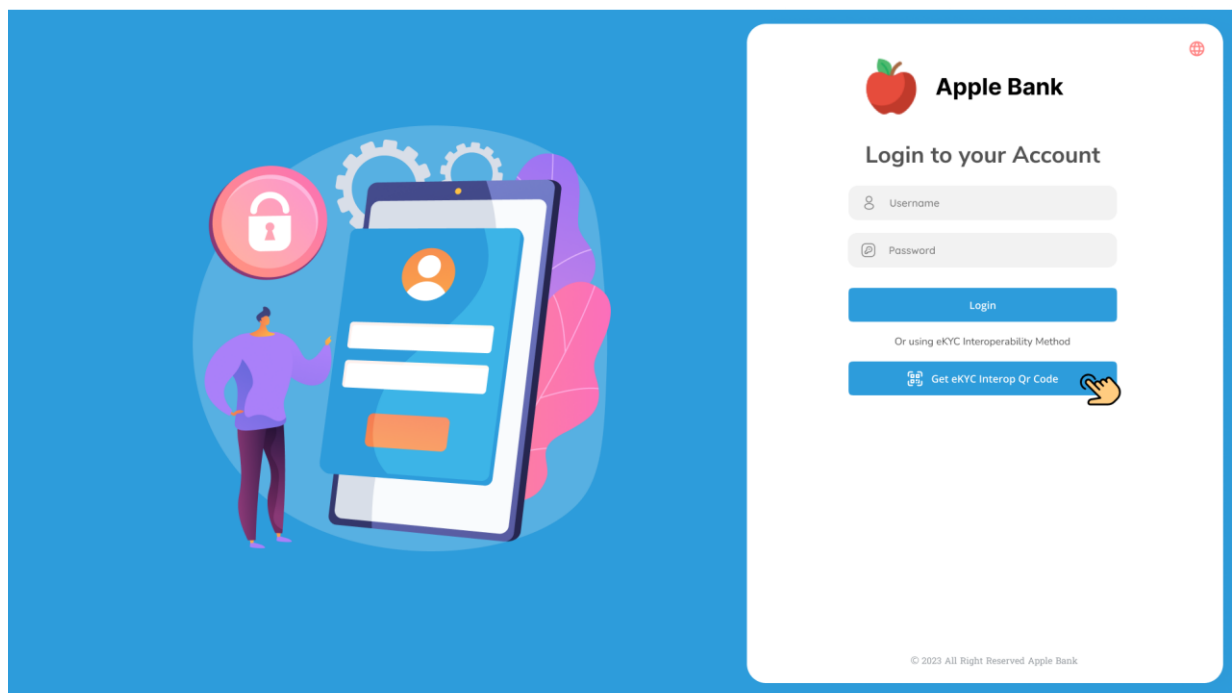 Apple Bank
Login to your Account
Username
Password
Login
Or using eKYC Interoperability Method
Get eKYC Interop Qr Code
© 2023 All Right Reserved Apple Bank